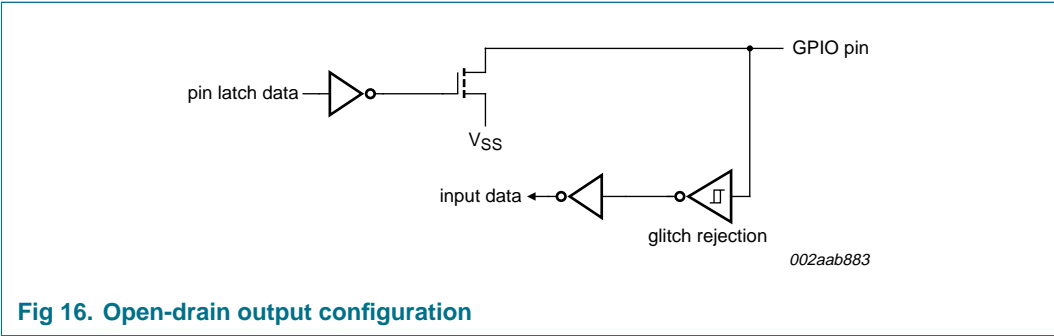 GPIO pin
pin latch data
VSS
input data
glitch rejection
002aab883
Fig 16. Open-drain output configuration